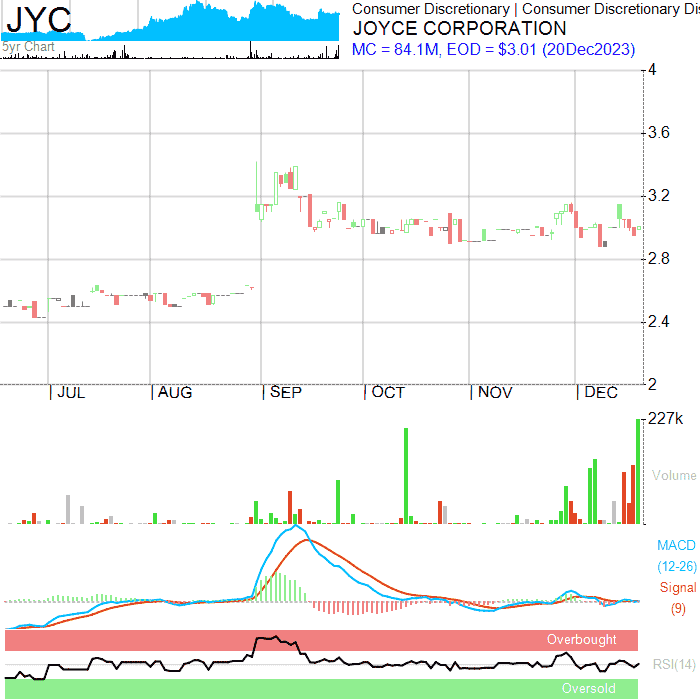 JYC
5yr Chart
Consumer Discretionary | Consumer Discretionary Dis
JOYCE CORPORATION
MC = 84.1M, EOD = $3.01 (20Dec2023)
4
3.6
3.2
2.8
2.4
2
JUL
AUG
SEP
OCT
NOV
DEC
227k
Volume
MACD
(12-26)
Signal
(9)
Overbought
RSI(14)
Oversold